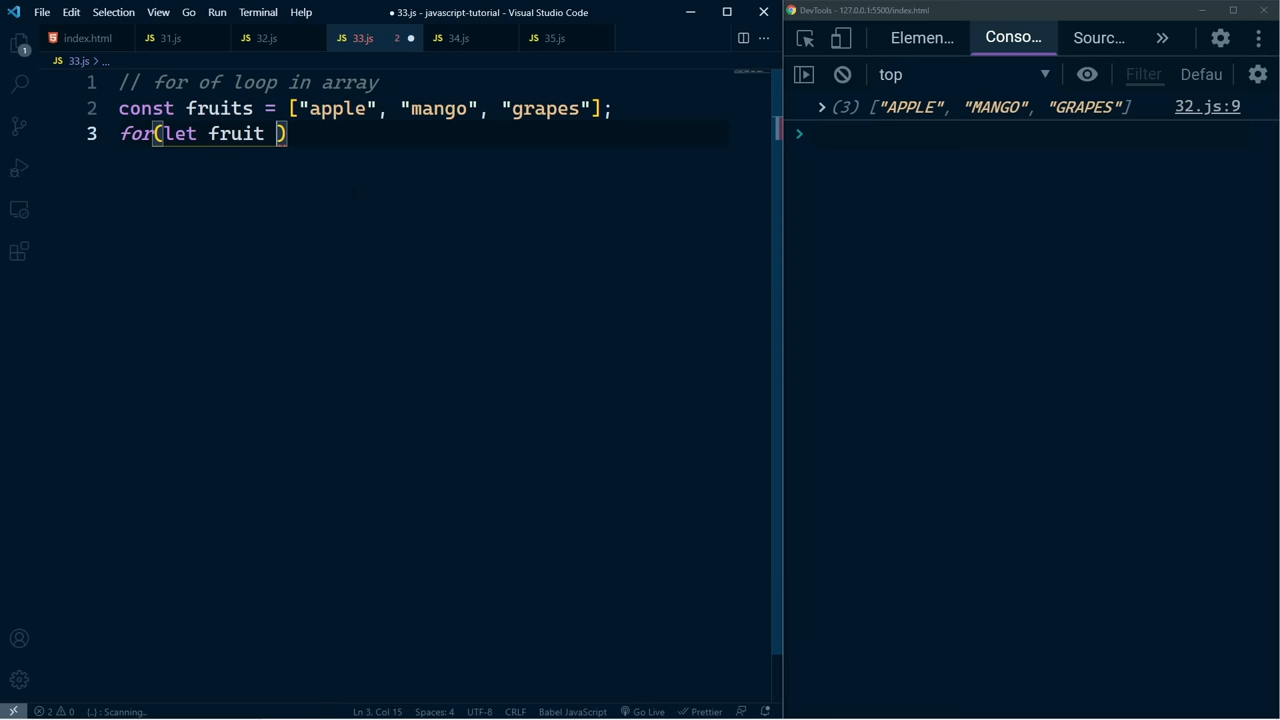 File Edit Selection View Go Run Terminal Help
● 33.js - javascript-tutorial - Visual Studio Code
index.html
JS 31.js
JS 32.js
JS 33.js 2 ●
JS 34.js
JS 35.js
JS 33.js > ...
1 // for of loop in array
2 const fruits = ["apple", "mango", "grapes"];
3 for(let fruit )
1
2 0 {..}: Scanning.. Ln 3, Col 15 Spaces: 4 UTF-8 CRLF Babel JavaScript Go Live Prettier
DevTools - 127.0.0.1:5500/index.html
Elemen... Conso... Sourc... »
top Filter Defau
> (3) ["APPLE", "MANGO", "GRAPES"] 32.js:9
>